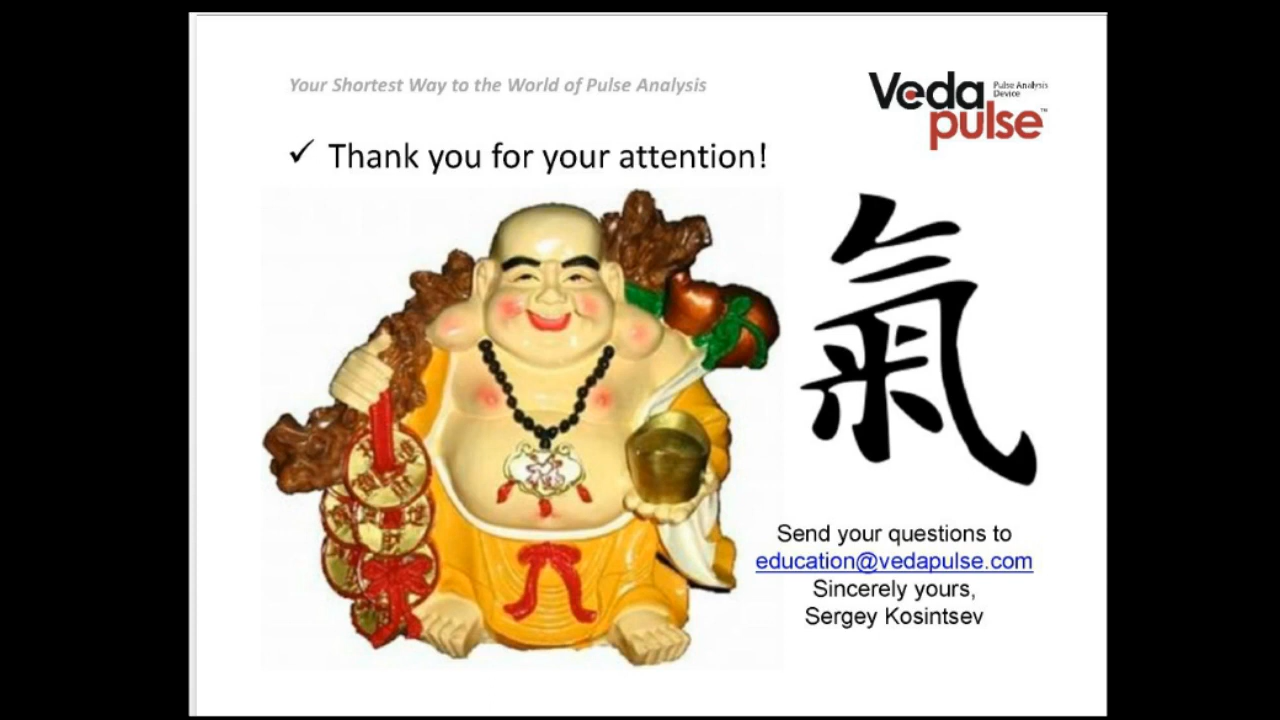 Your Shortest Way to the World of Pulse Analysis
Veda
Pulse Analysis
Device
pulse™
✓ Thank you for your attention!
氣
Send your questions to
education@vedapulse.com
Sincerely yours,
Sergey Kosintsev